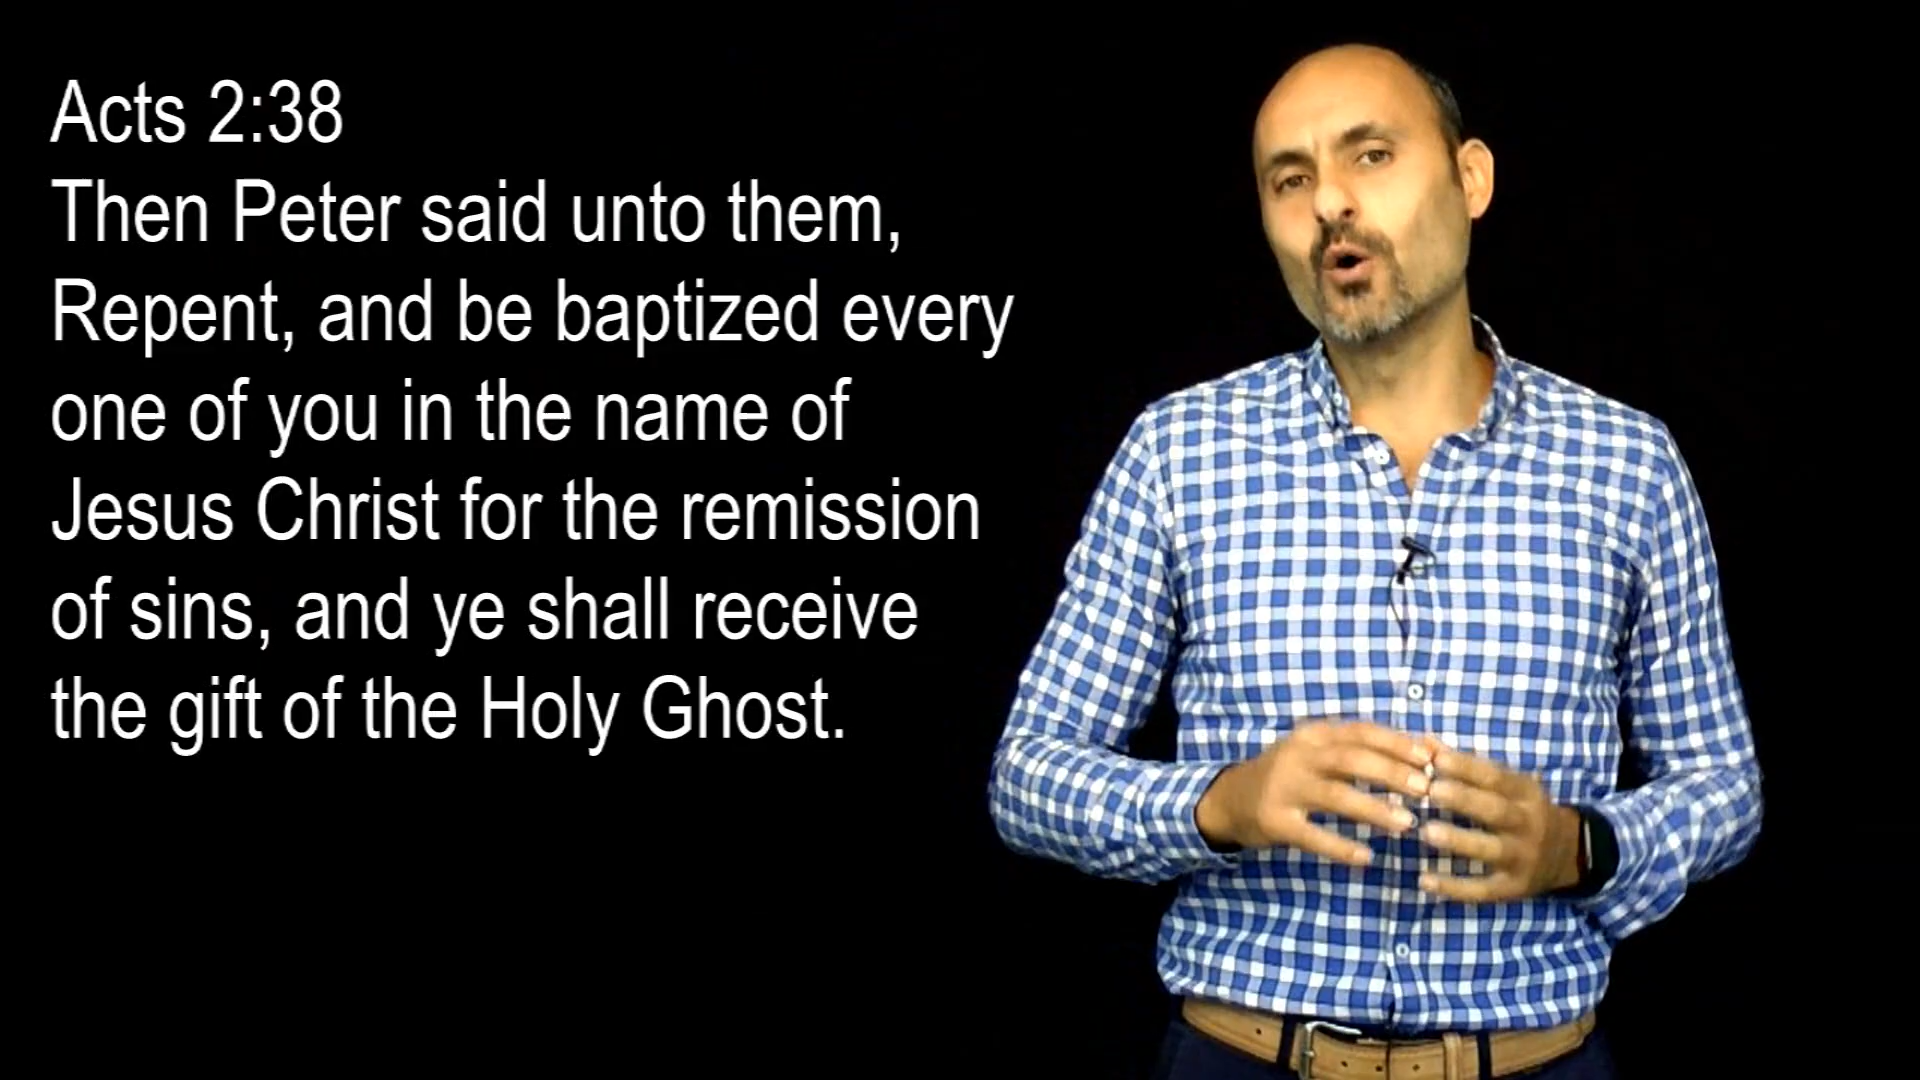 Acts 2:38
Then Peter said unto them,
Repent, and be baptized every
one of you in the name of
Jesus Christ for the remission
of sins, and ye shall receive
the gift of the Holy Ghost.